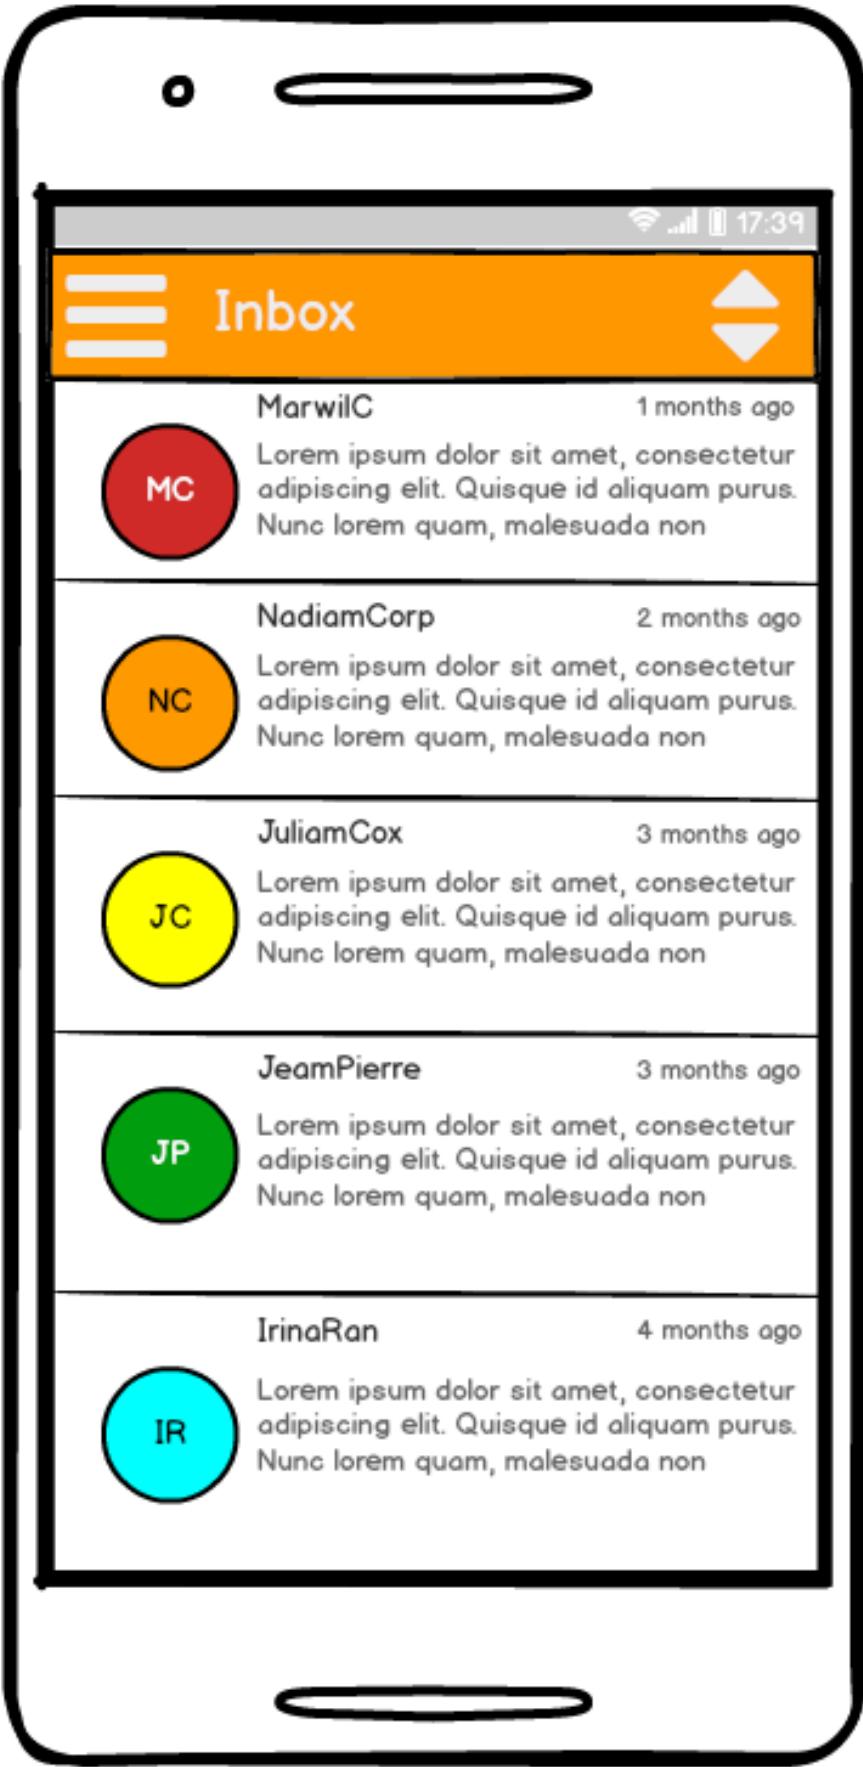 17:39
Inbox
MarwilC 1 months ago
MC
Lorem ipsum dolor sit amet, consectetur
adipiscing elit. Quisque id aliquam purus.
Nunc lorem quam, malesuada non
NadiamCorp 2 months ago
NC
Lorem ipsum dolor sit amet, consectetur
adipiscing elit. Quisque id aliquam purus.
Nunc lorem quam, malesuada non
JuliamCox 3 months ago
JC
Lorem ipsum dolor sit amet, consectetur
adipiscing elit. Quisque id aliquam purus.
Nunc lorem quam, malesuada non
JeamPierre 3 months ago
JP
Lorem ipsum dolor sit amet, consectetur
adipiscing elit. Quisque id aliquam purus.
Nunc lorem quam, malesuada non
IrinaRan 4 months ago
IR
Lorem ipsum dolor sit amet, consectetur
adipiscing elit. Quisque id aliquam purus.
Nunc lorem quam, malesuada non